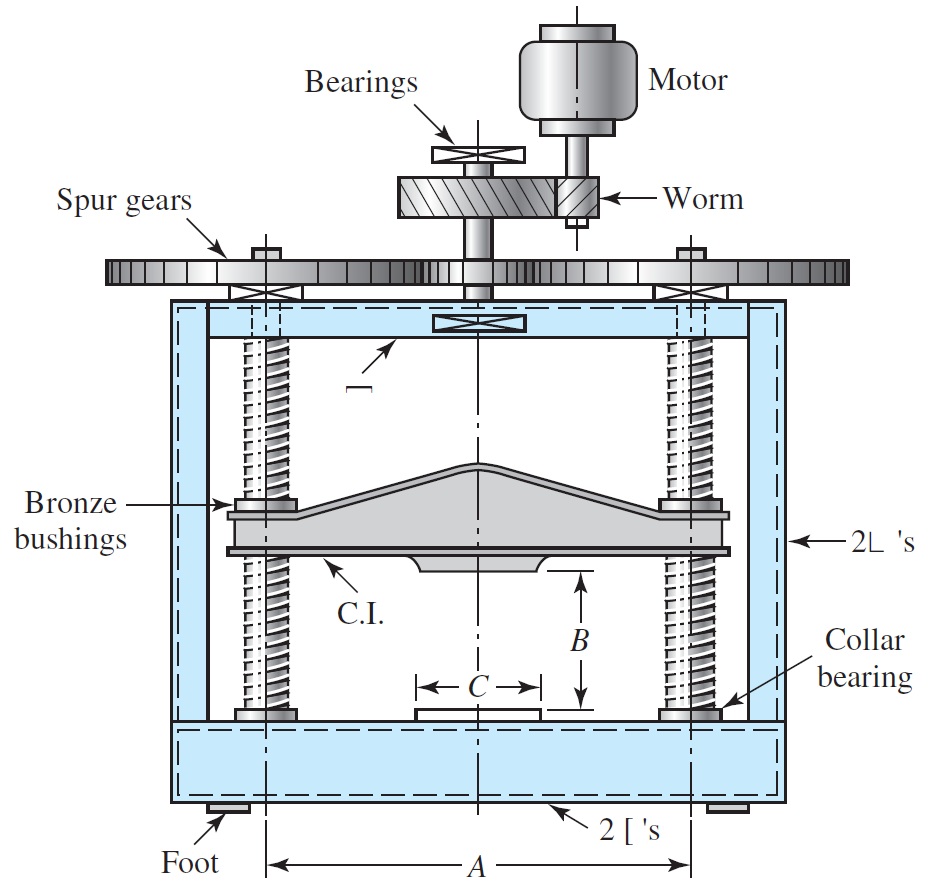 Bearings
Motor
Spur gears
Worm
Bronze
bushings
2∟ 's
C.I.
B
Collar
bearing
C
2 [ 's
Foot
A